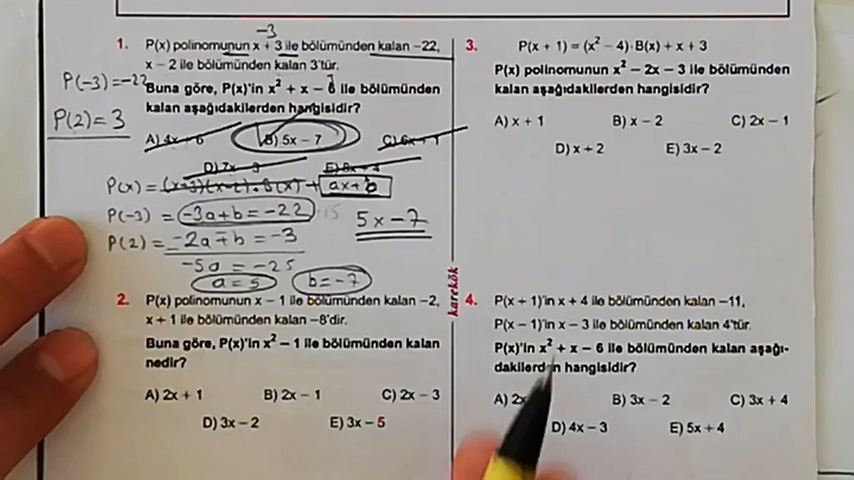 -3
1. P(x) polinomunun x + 3 ile bölümünden kalan –22,
x – 2 ile bölümünden kalan 3'tür.
P(-3)=-22
Buna göre, P(x)'in x² + x – 6 ile bölümünden
kalan aşağıdakilerden hangisidir?
P(2)=3
A) 4x – 6 B) 5x – 7 C) 6x + 1
D) 7x – 3 E) 8x + 4
P(x) = (x+3)(x-2).B(x) + ax+b
P(-3) = -3a+b = -22
5x-7
P(2) = -2a+b = -3
-5a = -25
a=5 b=-7
2. P(x) polinomunun x – 1 ile bölümünden kalan –2,
x + 1 ile bölümünden kalan –8'dir.
Buna göre, P(x)'in x² – 1 ile bölümünden kalan
nedir?
A) 2x + 1 B) 2x – 1 C) 2x – 3
D) 3x – 2 E) 3x – 5
karekök
3. P(x + 1) = (x² – 4)·B(x) + x + 3
P(x) polinomunun x² – 2x – 3 ile bölümünden
kalan aşağıdakilerden hangisidir?
A) x + 1 B) x – 2 C) 2x – 1
D) x + 2 E) 3x – 2
4. P(x + 1)'in x + 4 ile bölümünden kalan –11,
P(x – 1)'in x – 3 ile bölümünden kalan 4'tür.
P(x)'in x² + x – 6 ile bölümünden kalan aşağı-
dakilerden hangisidir?
A) 2x B) 3x – 2 C) 3x + 4
D) 4x – 3 E) 5x + 4